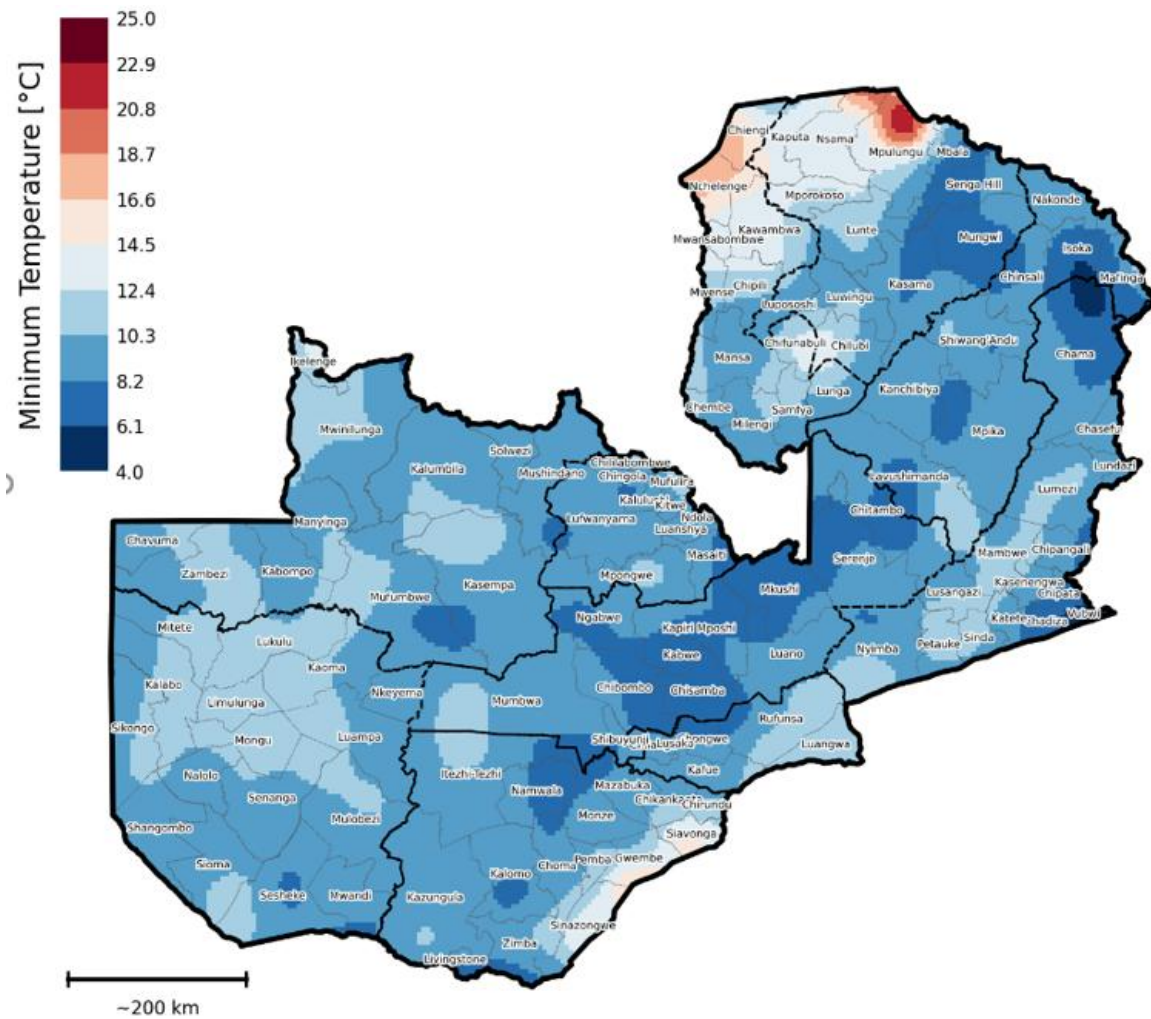 Minimum Temperature [°C]
25.0
22.9
20.8
18.7
16.6
14.5
12.4
10.3
8.2
6.1
4.0
Chiengi
Kaputa
Nsama
Mpulungu
Mbala
Nchelenge
Senga Hill
Mporokoso
Nakonde
Mwansabombwe
Kawambwa
Lunte
Mungwi
Isoka
Mafinga
Mwense
Chipili
Kasama
Chinsali
Lupososhi
Luwingu
Mansa
Chifunabuli
Chilubi
Shiwang'Andu
Chama
Ikelenge
Lunga
Kanchibiya
Chembe
Samfya
Milengi
Mpika
Chasefu
Mwinilunga
Solwezi
Kalumbila
Mushindano
Chililabombwe
Chingola
Mufulira
Lavushimanda
Lundazi
Lumezi
Kalulushi
Kitwe
Manyinga
Lufwanyama
Ndola
Luanshya
Chitambo
Chavuma
Masaiti
Serenje
Mambwe
Chipangali
Zambezi
Kabompo
Kasempa
Mpongwe
Mkushi
Kasenengwa
Chipata
Mufumbwe
Lusangazi
Mitete
Lukulu
Ngabwe
Kapiri Mposhi
Katete
Vubwi
Kaoma
Kabwe
Luano
Nyimba
Petauke
Sinda
Kalabo
Limulunga
Nkeyema
Mumbwa
Chibombo
Chisamba
Sikongo
Mongu
Luampa
Shibuyunji
Lusaka
Rufunsa
Luangwa
Nalolo
Itezhi-Tezhi
Kafue
Senanga
Namwala
Mazabuka
Chirundu
Shangombo
Mulobezi
Monze
Siavonga
Sioma
Choma
Pemba
Gwembe
Sesheke
Mwandi
Kazungula
Kalomo
Sinazongwe
Zimba
Livingstone
~200 km